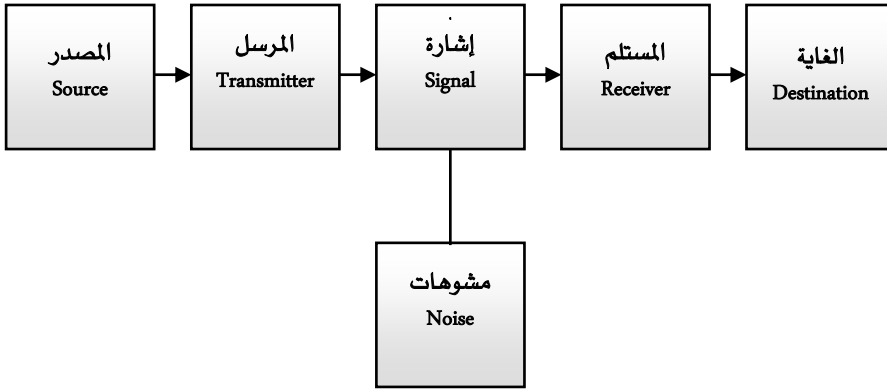 المصدر
Source
المرسل
Transmitter
إشارة
Signal
المستلم
Receiver
الغاية
Destination
مشوهات
Noise